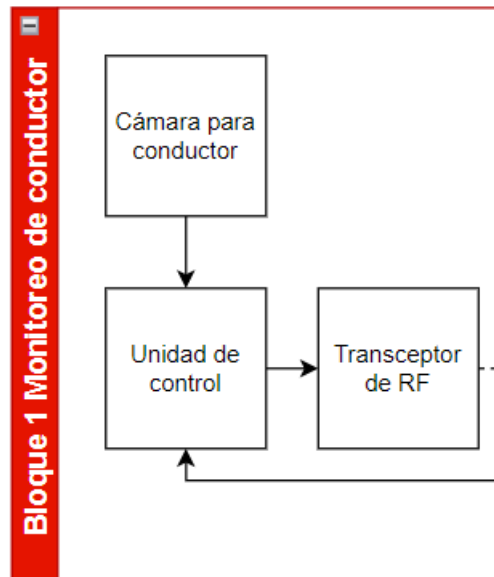 Bloque 1 Monitoreo de conductor
Cámara para
conductor
Unidad de
control
Transceptor
de RF